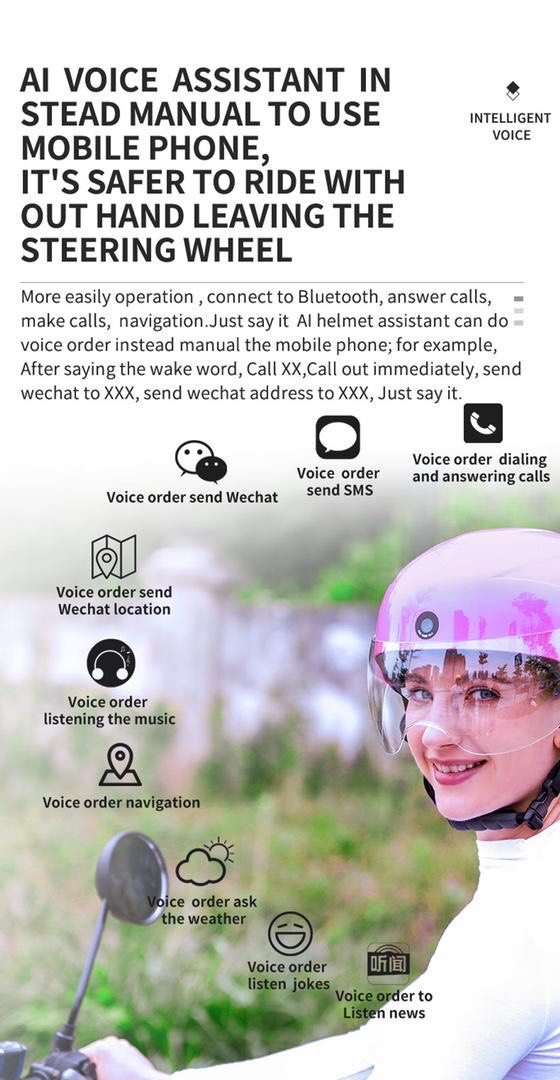 AI VOICE ASSISTANT IN
STEAD MANUAL TO USE
MOBILE PHONE,
IT'S SAFER TO RIDE WITH
OUT HAND LEAVING THE
STEERING WHEEL
INTELLIGENT
VOICE
More easily operation , connect to Bluetooth, answer calls,
make calls, navigation.Just say it AI helmet assistant can do
voice order instead manual the mobile phone; for example,
After saying the wake word, Call XX,Call out immediately, send
wechat to XXX, send wechat address to XXX, Just say it.
Voice order send Wechat
Voice order
send SMS
Voice order dialing
and answering calls
Voice order send
Wechat location
Voice order
listening the music
Voice order navigation
Voice order ask
the weather
Voice order
listen jokes
听闻
Voice order to
Listen news